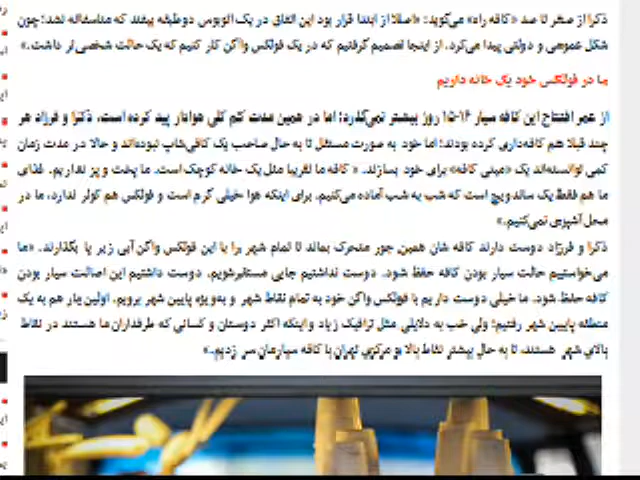 ذکرا از صفر تا صد «کافه راه» می‌گوید: «اصلا از ابتدا قرار بود این اتفاق در یک اتوبوس دوطبقه بیفتد که متاسفانه نشد؛ چون
شکل عمومی و دولتی پیدا می‌کرد. از اینجا تصمیم گرفتیم که در یک فولکس واگن کار کنیم که یک حالت شخصی‌تر داشت.»
ما در فولکس خود یک خانه داریم
از عمر افتتاح این کافه سیار ۱۶-۱۵ روز بیشتر نمی‌گذرد؛ اما در همین مدت کم کلی هوادار پید کرده است. ذکرا و فرزاد هر
چند قبلا هم کافه‌داری کرده بودند؛ اما خود به صورت مستقل تا به حال صاحب یک کافی‌شاپ نبوده‌اند و حالا در مدت زمان
کمی توانسته‌اند یک «مینی کافه» برای خود بسازند. « کافه ما تقریبا مثل یک خانه کوچک است. ما پخت و پز نداریم. غذای
ما هم فقط یک ساندویچ است که شب به شب آماده می‌کنیم. برای اینکه هوا خیلی گرم است و فولکس هم کولر ندارد، ما در
محل آشپزی نمی‌کنیم.»
ذکرا و فرزاد دوست دارند کافه شان همین جور متحرک بماند تا تمام شهر را با این فولکس واگن آبی زیر پا بگذارند. «ما
می‌خواستیم حالت سیار بودن کافه حفظ شود. دوست نداشتیم جایی مستقر شویم. دوست داشتیم این اصالت سیار بودن
کافه حفظ شود. ما خیلی دوست داریم با فولکس واگن خود به تمام نقاط شهر و به‌ویژه پایین شهر برویم. اولین بار هم به یک
منطقه پایین شهر رفتیم؛ ولی خب به دلایلی مثل ترافیک زیاد و اینکه اکثر دوستان و کسانی که طرفدار ما هستند در نقاط
بالای شهر هستند، تا به حال بیشتر نقاط بالا و مرکزی تهران با کافه سیارمان سر زدیم.»